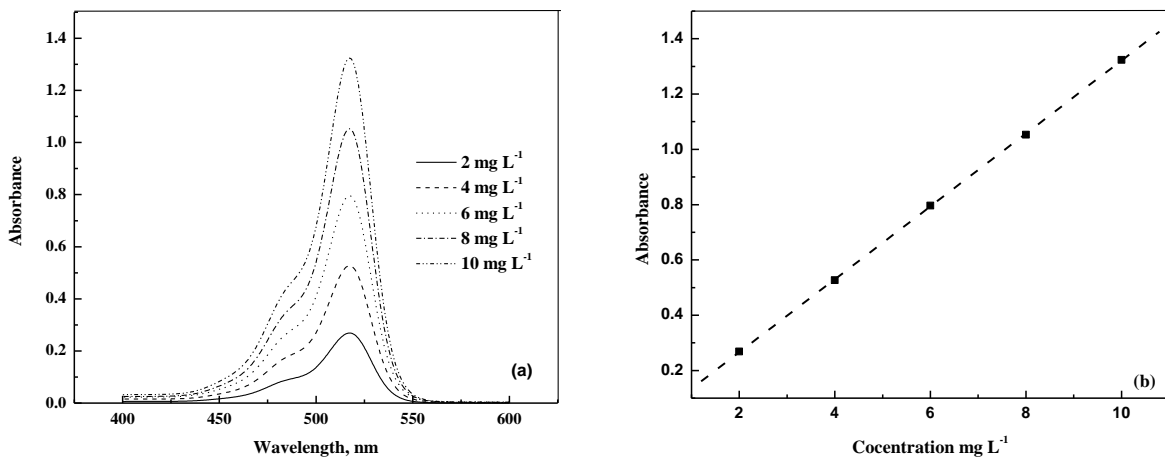 1.4
1.2
1.0
0.8
0.6
0.4
0.2
0.0
Absorbance
400
450
500
550
600
Wavelength, nm
2 mg L-1
4 mg L-1
6 mg L-1
8 mg L-1
10 mg L-1
(a)
1.4
1.2
1.0
0.8
0.6
0.4
0.2
Absorbance
2
4
6
8
10
Cocentration mg L-1
(b)